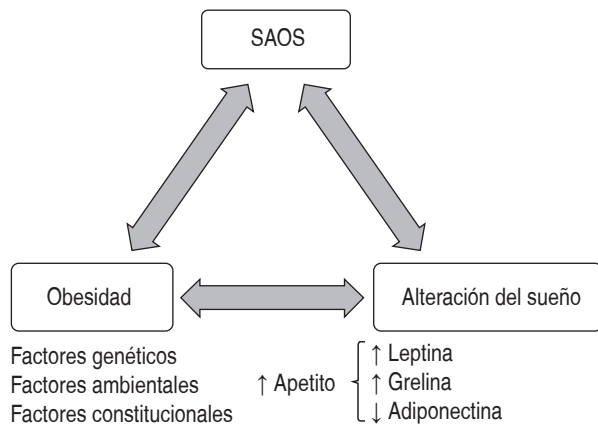 SAOS
Obesidad
Alteración del sueño
Factores genéticos
Factores ambientales
Factores constitucionales
↑ Apetito
↑ Leptina
↑ Grelina
↓ Adiponectina